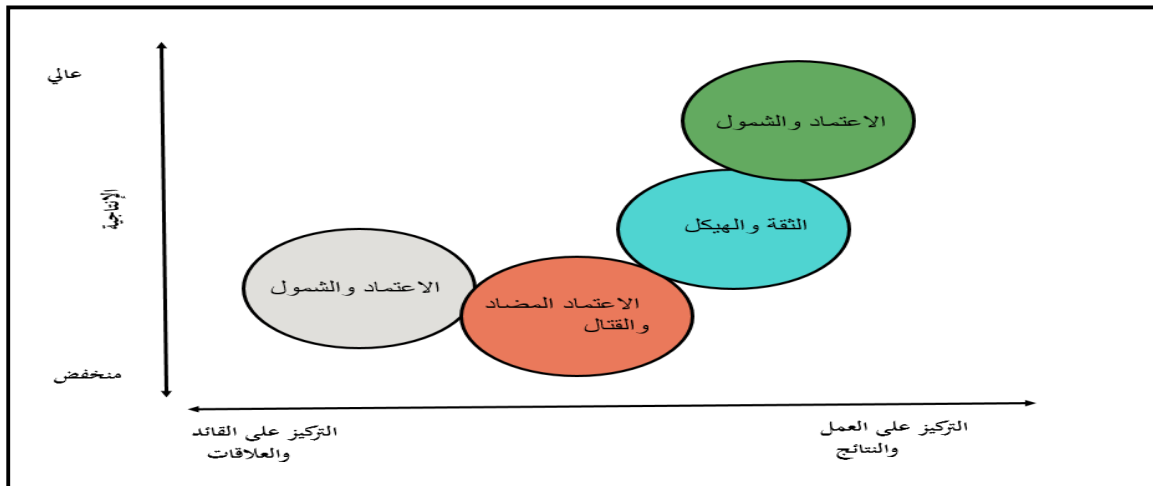 عالي
الاعتماد والشمول
الإنتاجية
الثقة والهيكل
الاعتماد والشمول
الاعتماد المضاد
والقتال
منخفض
التركيز على العمل
والنتائج
التركيز على القائد
والعلاقات